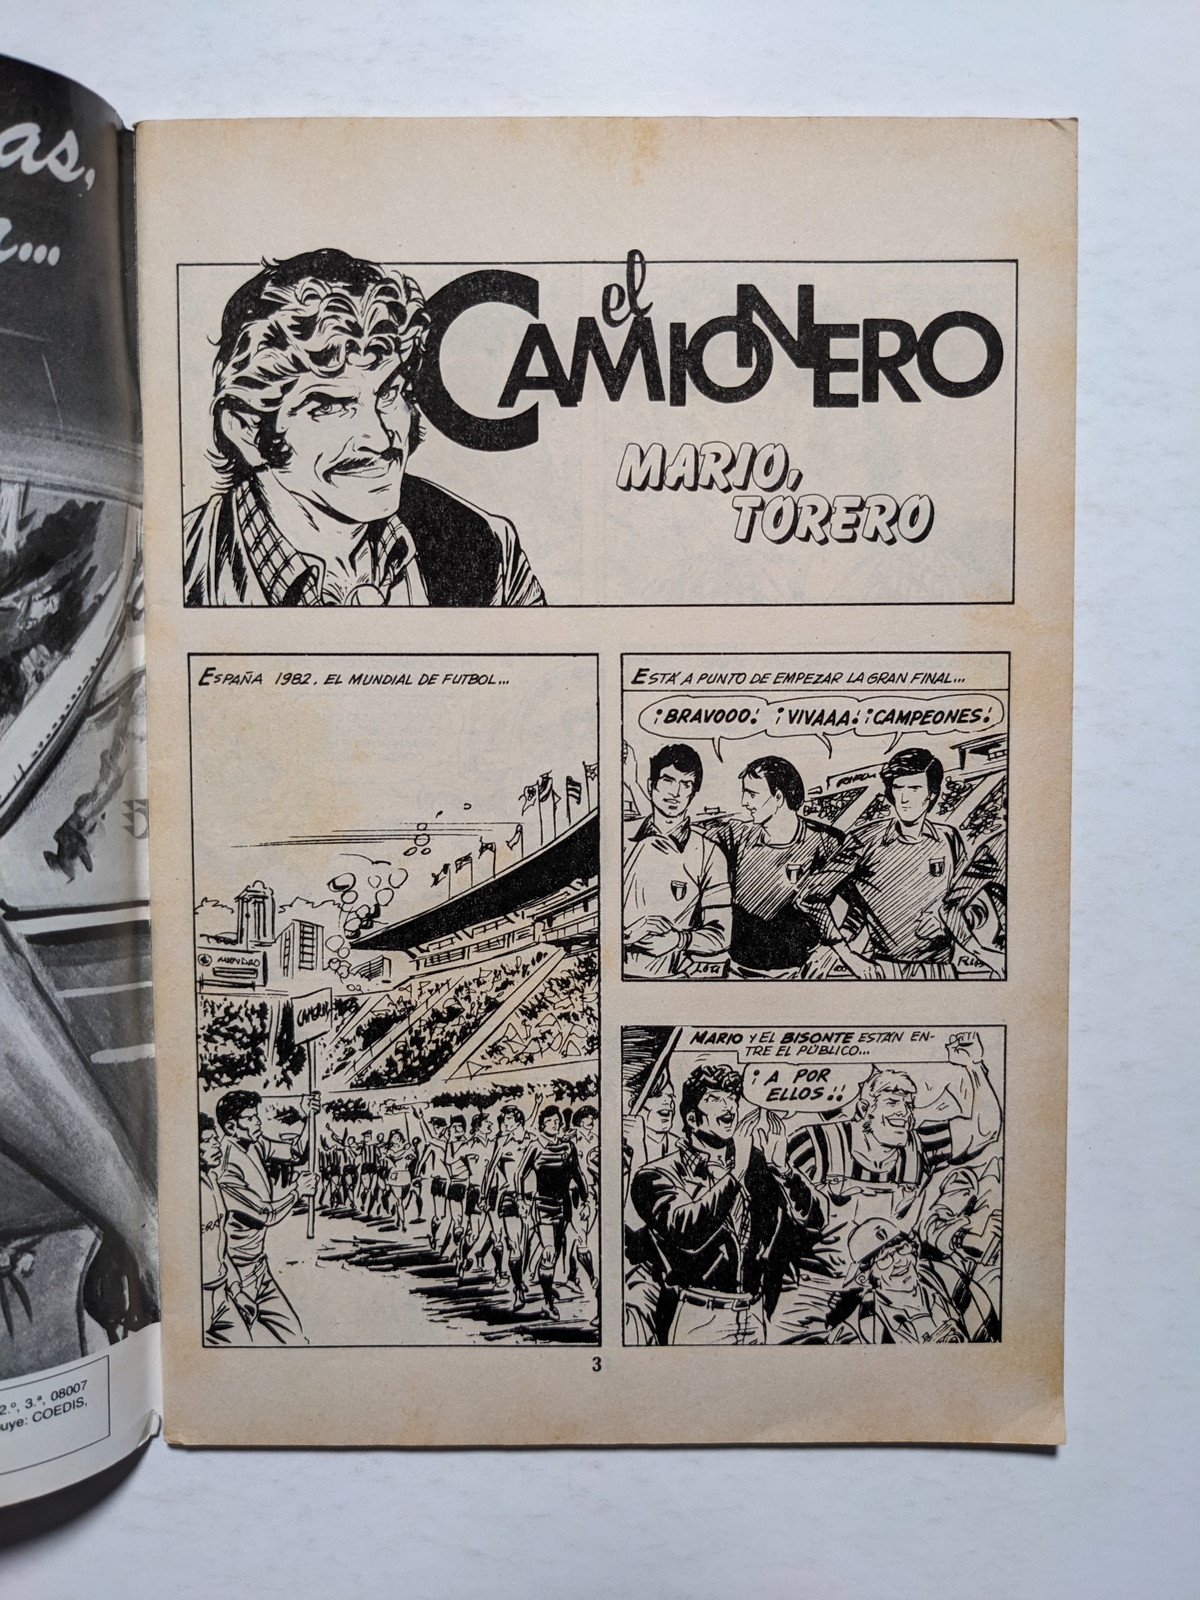 as,
...
el
CAMIONERO
MARIO,
TORERO
ESPAÑA 1982. EL MUNDIAL DE FUTBOL...
ESTÁ A PUNTO DE EMPEZAR LA GRAN FINAL...
¡BRAVOOO! ¡VIVAAA! ¡CAMPEONES!
MARIO Y EL BISONTE ESTÁN EN-
TRE EL PÚBLICO...
¡A POR
ELLOS!!
3
2.º, 3.ª, 08007
uye: COEDIS,